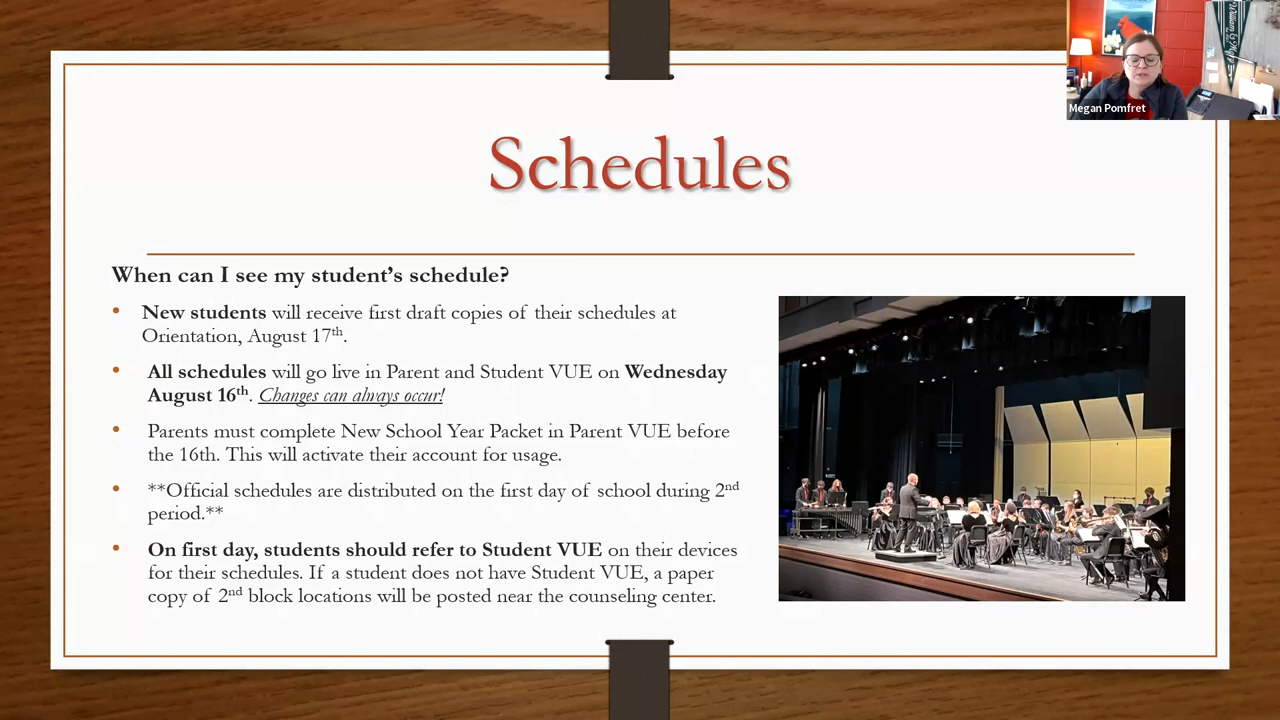 Schedules
When can I see my student's schedule?
• New students will receive first draft copies of their schedules at
Orientation, August 17th.
• All schedules will go live in Parent and Student VUE on Wednesday
August 16th. Changes can always occur!
• Parents must complete New School Year Packet in Parent VUE before
the 16th. This will activate their account for usage.
• **Official schedules are distributed on the first day of school during 2nd
period.**
• On first day, students should refer to Student VUE on their devices
for their schedules. If a student does not have Student VUE, a paper
copy of 2nd block locations will be posted near the counseling center.
William & Mary
Megan Pomfret